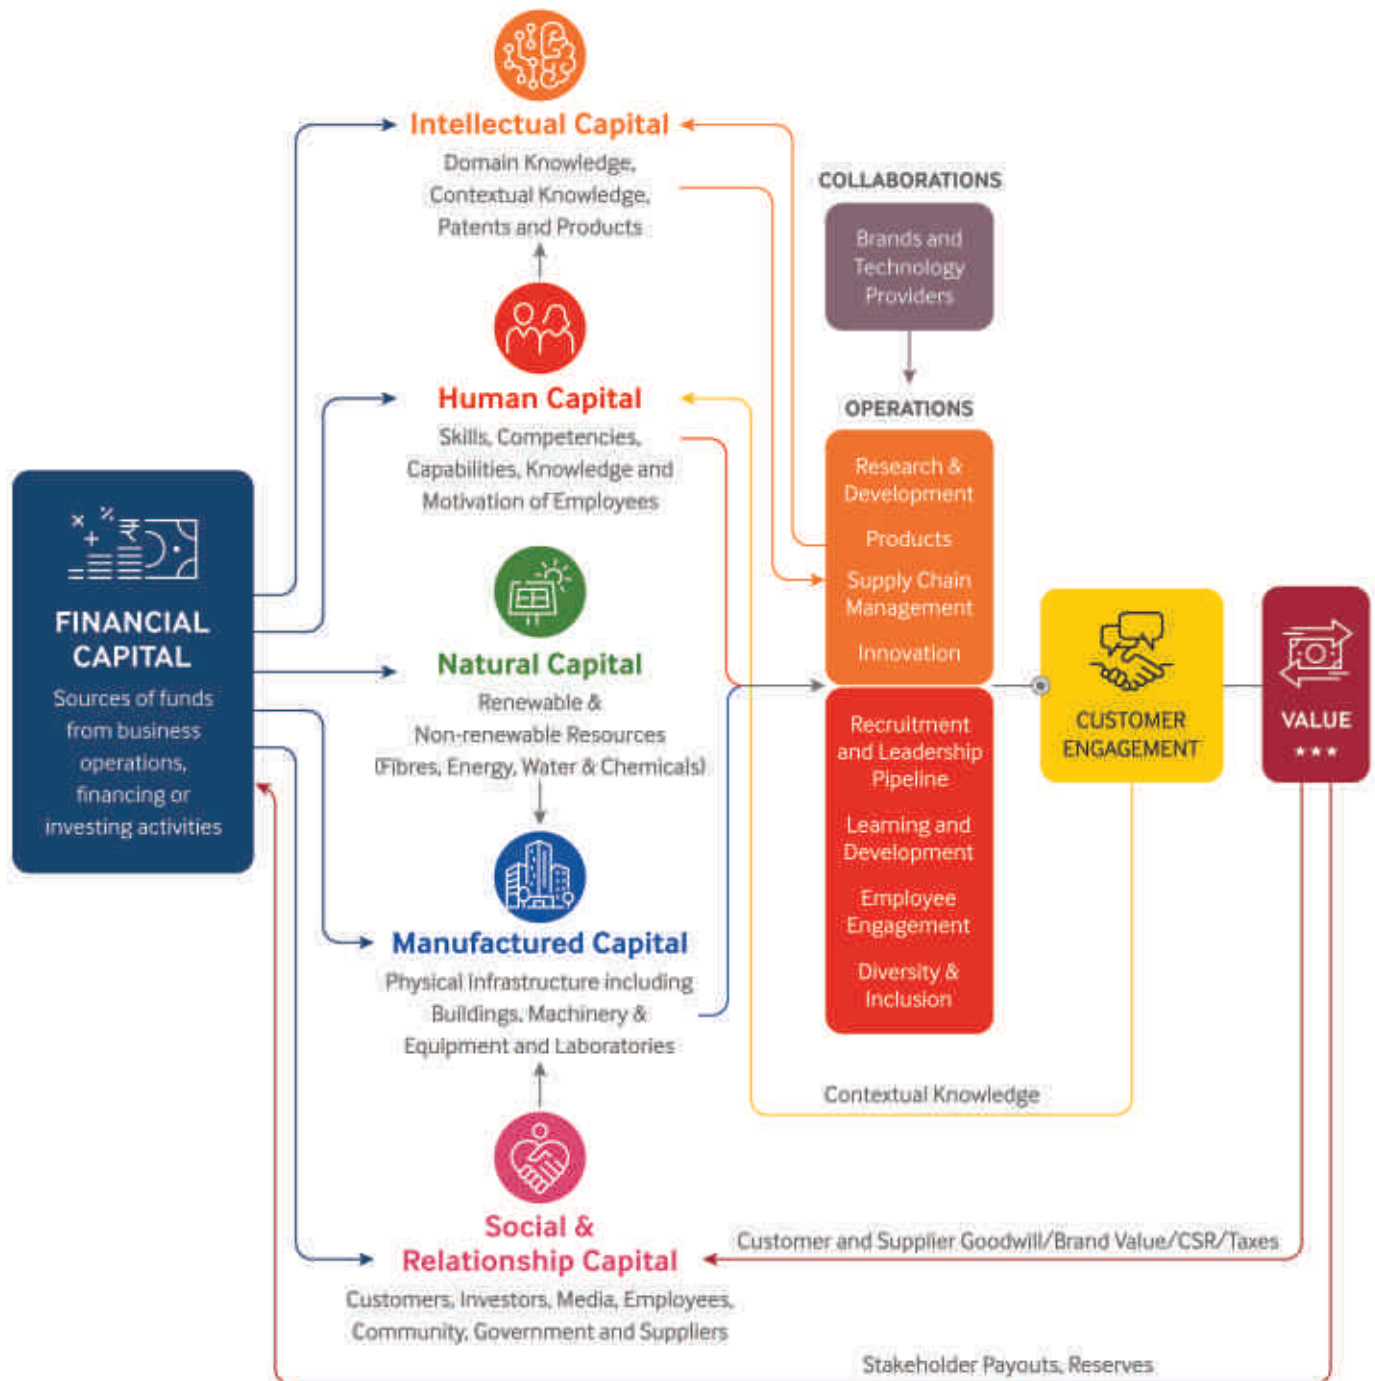 Intellectual Capital
Domain Knowledge,
Contextual Knowledge,
Patents and Products
Human Capital
Skills, Competencies,
Capabilities, Knowledge and
Motivation of Employees
Natural Capital
Renewable &
Non-renewable Resources
(Fibres, Energy, Water & Chemicals)
Manufactured Capital
Physical Infrastructure including
Buildings, Machinery &
Equipment and Laboratories
Social &
Relationship Capital
Customers, Investors, Media, Employees,
Community, Government and Suppliers
₹
FINANCIAL
CAPITAL
Sources of funds
from business
operations,
financing or
investing activities
COLLABORATIONS
Brands and
Technology
Providers
OPERATIONS
Research &
Development
Products
Supply Chain
Management
Innovation
Recruitment
and Leadership
Pipeline
Learning and
Development
Employee
Engagement
Diversity &
Inclusion
CUSTOMER
ENGAGEMENT
VALUE
Contextual Knowledge
Customer and Supplier Goodwill/Brand Value/CSR/Taxes
Stakeholder Payouts, Reserves